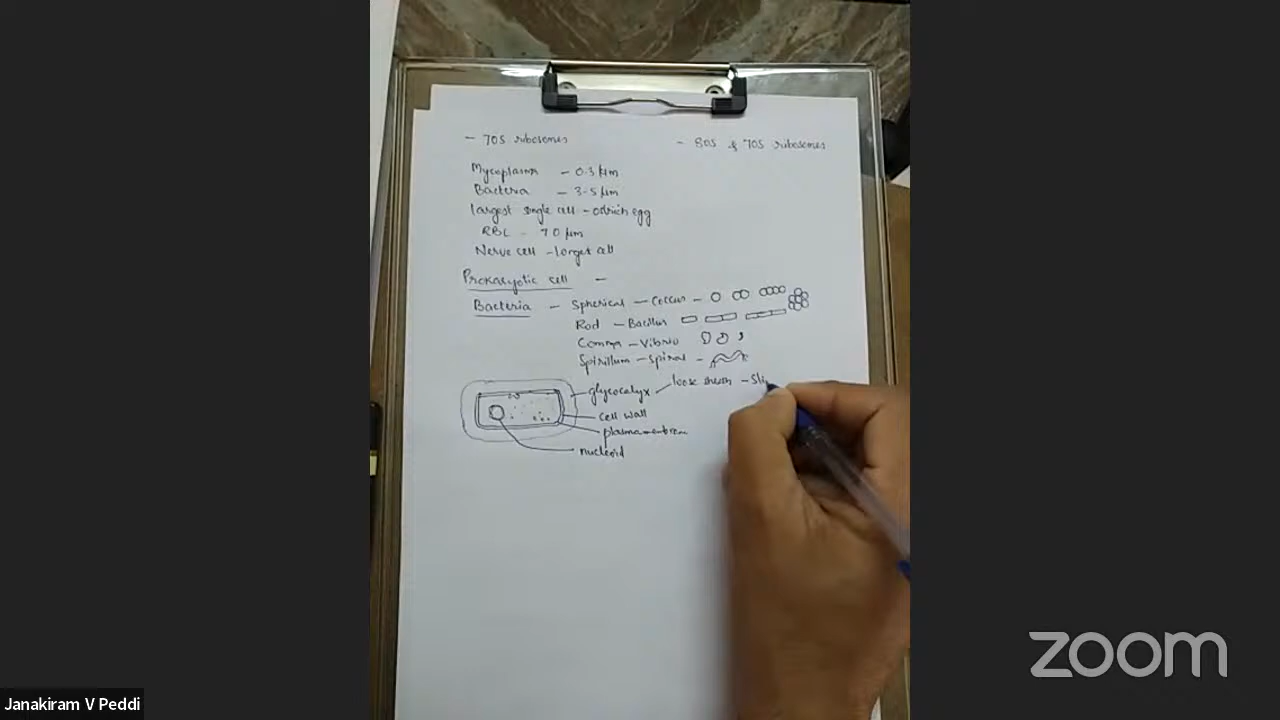 - 70S ribosomes - 80S & 70S ribosomes
Mycoplasma - 0.3 μm
Bacteria - 3-5 μm
largest single cell - ostrich egg
RBC - 7.0 μm
Nerve cell - longest cell
Prokaryotic cell -
Bacteria - Spherical - Coccus -
Rod - Bacillus
Comma - Vibrio
Spirillum - Spiral -
glycocalyx loose sheath - Sli
cell wall
plasma membrane
nucleoid
zoom
Janakiram V Peddi